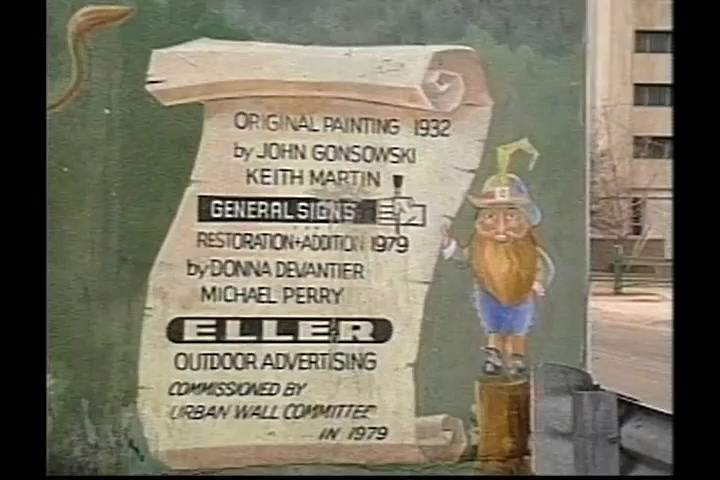 ORIGINAL PAINTING 1932
by JOHN GONSOWSKI
KEITH MARTIN
GENERAL SIGNS
RESTORATION+ADDITION 1979
by DONNA DEVANTIER
MICHAEL PERRY
ELLER
OUTDOOR ADVERTISING
COMMISSIONED BY
URBAN WALL COMMITTEE
IN 1979